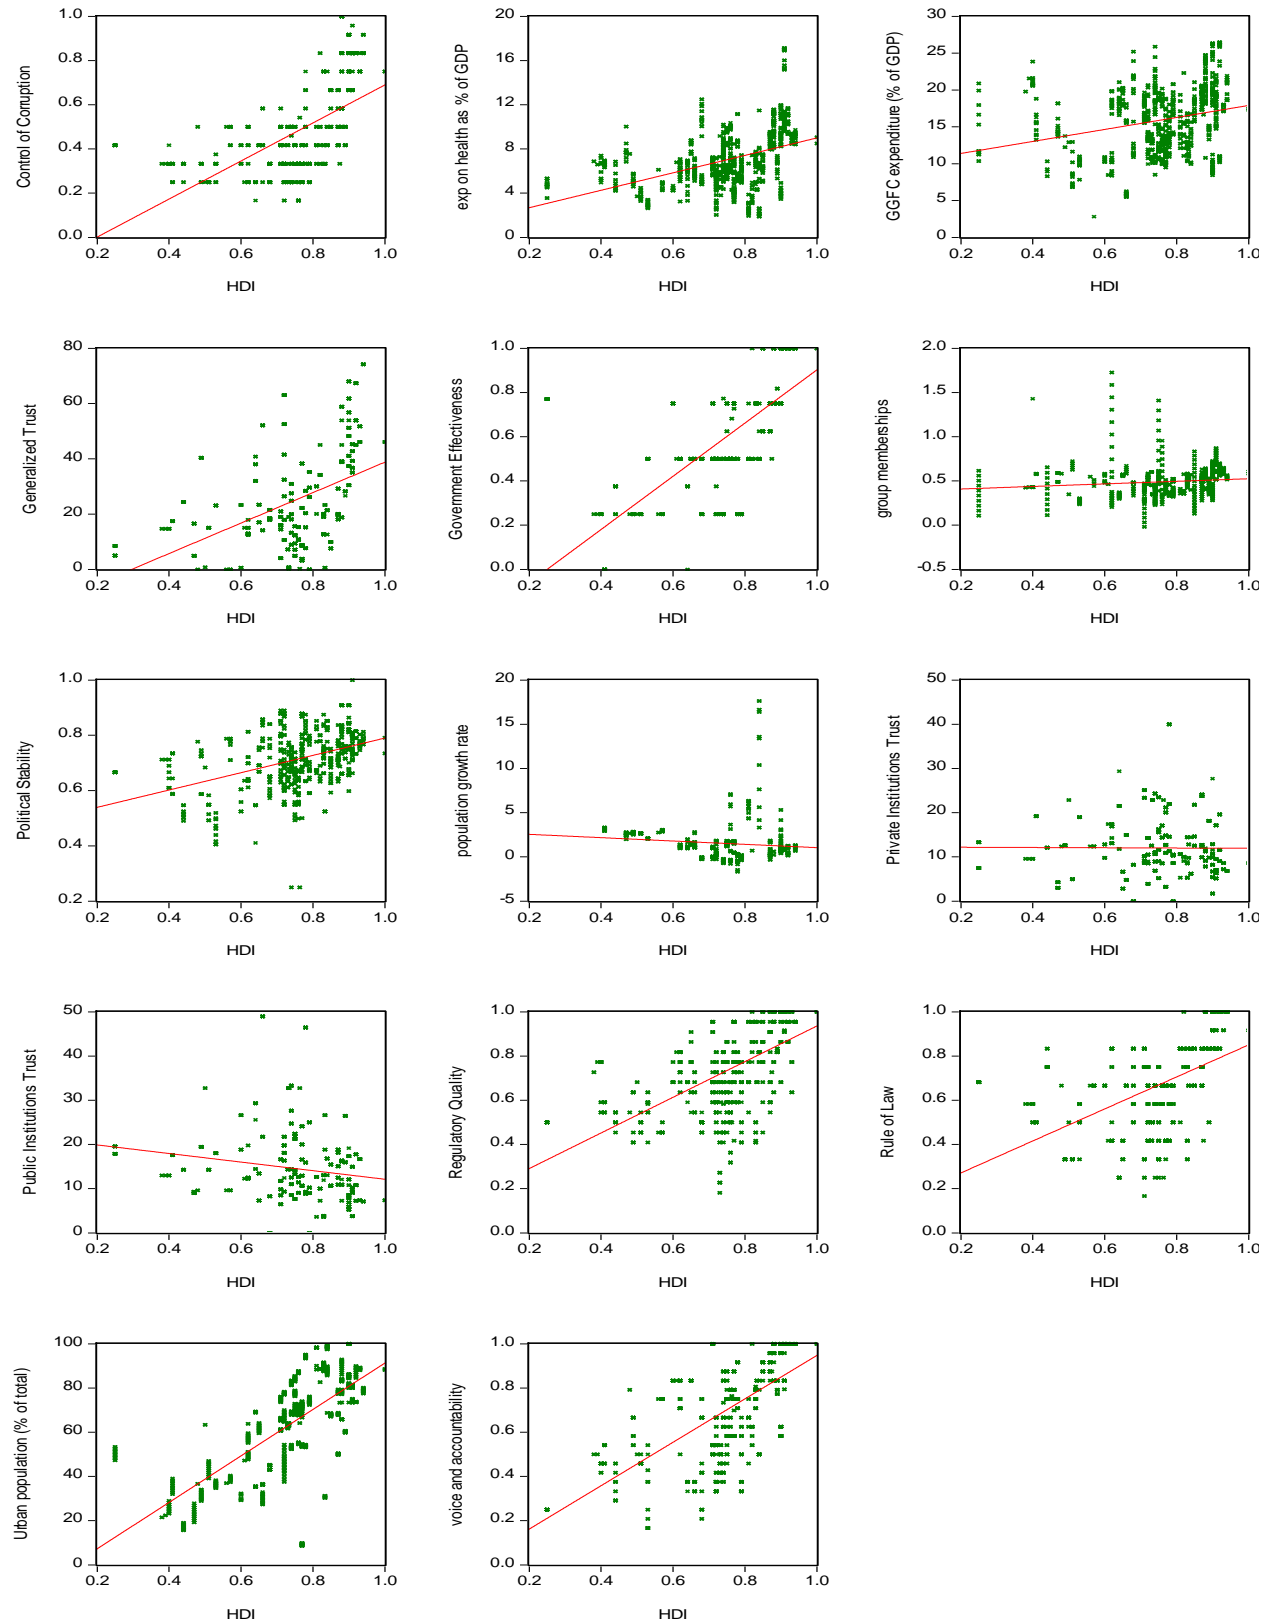 Control of Corruption
1.0
0.8
0.6
0.4
0.2
0.0
0.2 0.4 0.6 0.8 1.0
HDI
exp on health as % of GDP
20
16
12
8
4
0
0.2 0.4 0.6 0.8 1.0
HDI
GGFC expenditure (% of GDP)
30
25
20
15
10
5
0
0.2 0.4 0.6 0.8 1.0
HDI
Generalized Trust
80
60
40
20
0
0.2 0.4 0.6 0.8 1.0
HDI
Government Effectiveness
1.0
0.8
0.6
0.4
0.2
0.0
0.2 0.4 0.6 0.8 1.0
HDI
group memberships
2.0
1.5
1.0
0.5
0.0
-0.5
0.2 0.4 0.6 0.8 1.0
HDI
Political Stability
1.0
0.8
0.6
0.4
0.2
0.2 0.4 0.6 0.8 1.0
HDI
population growth rate
20
15
10
5
0
-5
0.2 0.4 0.6 0.8 1.0
HDI
Private Institutions Trust
50
40
30
20
10
0
0.2 0.4 0.6 0.8 1.0
HDI
Public Institutions Trust
50
40
30
20
10
0
0.2 0.4 0.6 0.8 1.0
HDI
Regulatory Quality
1.0
0.8
0.6
0.4
0.2
0.0
0.2 0.4 0.6 0.8 1.0
HDI
Rule of Law
1.0
0.8
0.6
0.4
0.2
0.0
0.2 0.4 0.6 0.8 1.0
HDI
Urban population (% of total)
100
80
60
40
20
0
0.2 0.4 0.6 0.8 1.0
HDI
voice and accountability
1.0
0.8
0.6
0.4
0.2
0.0
0.2 0.4 0.6 0.8 1.0
HDI